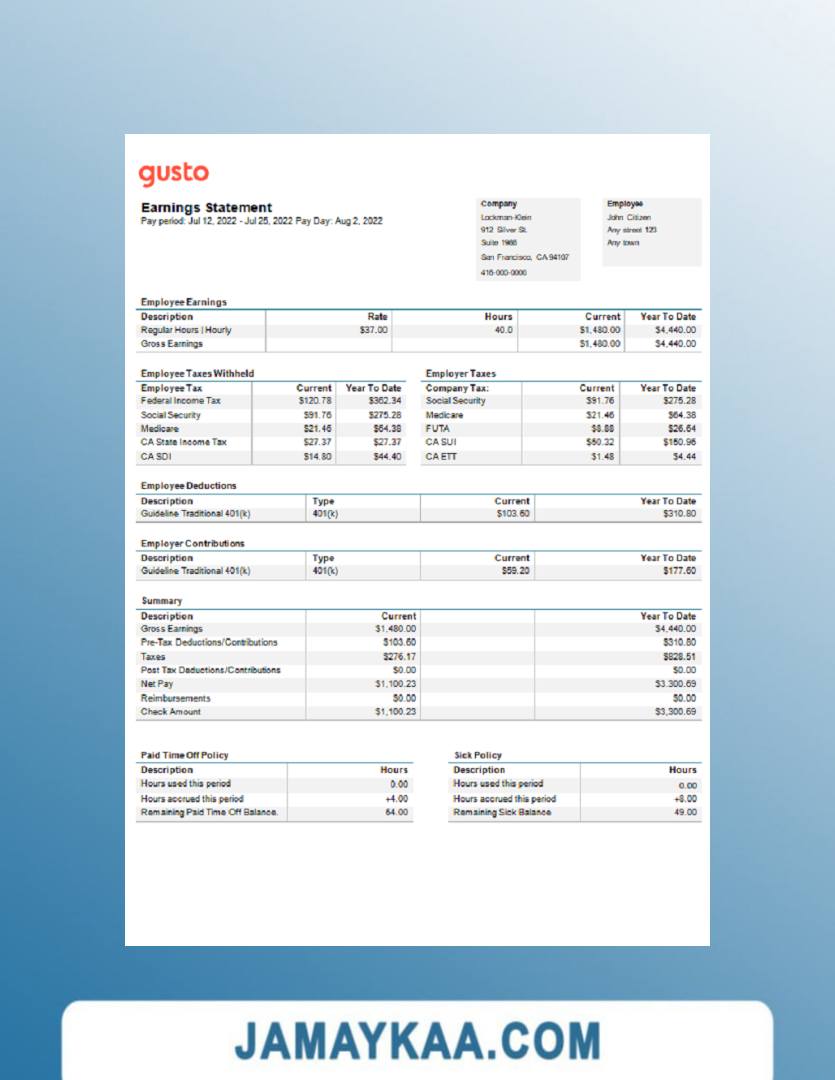 gusto
Earnings Statement
Pay period: Jul 12, 2022 - Jul 25, 2022 Pay Day: Aug 2, 2022
Company
Lockman-Klein
912 Silver St.
Suite 1966
San Francisco, CA 94107
416-000-0000
Employee
John Citizen
Any street 123
Any town
Employee Earnings
Description Rate Hours Current Year To Date
Regular Hours | Hourly $37.00 40.0 $1,480.00 $4,440.00
Gross Earnings $1,480.00 $4,440.00
Employee Taxes Withheld
Employee Tax Current Year To Date
Federal Income Tax $120.78 $362.34
Social Security $91.76 $275.28
Medicare $21.46 $64.38
CA State Income Tax $27.37 $27.37
CA SDI $14.80 $44.40
Employer Taxes
Company Tax: Current Year To Date
Social Security $91.76 $275.28
Medicare $21.46 $64.38
FUTA $8.88 $26.64
CA SUI $50.32 $150.96
CA ETT $1.48 $4.44
Employee Deductions
Description Type Current Year To Date
Guideline Traditional 401(k) 401(k) $103.60 $310.80
Employer Contributions
Description Type Current Year To Date
Guideline Traditional 401(k) 401(k) $59.20 $177.60
Summary
Description Current Year To Date
Gross Earnings $1,480.00 $4,440.00
Pre-Tax Deductions/Contributions $103.60 $310.80
Taxes $276.17 $828.51
Post Tax Deductions/Contributions $0.00 $0.00
Net Pay $1,100.23 $3.300.69
Reimbursements $0.00 $0.00
Check Amount $1,100.23 $3,300.69
Paid Time Off Policy
Description Hours
Hours used this period 0.00
Hours accrued this period +4.00
Remaining Paid Time Off Balance. 64.00
Sick Policy
Description Hours
Hours used this period 0.00
Hours accrued this period +8.00
Remaining Sick Balance 49.00
JAMAYKAA.COM